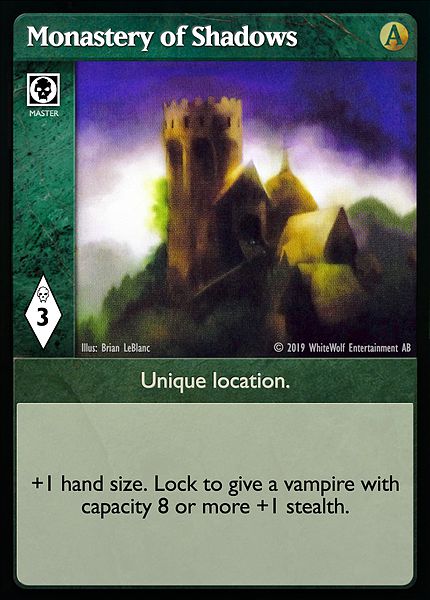 Monastery of Shadows
A
MASTER
3
Illus: Brian LeBlanc
© 2019 WhiteWolf Entertainment AB
Unique location.
+1 hand size. Lock to give a vampire with
capacity 8 or more +1 stealth.